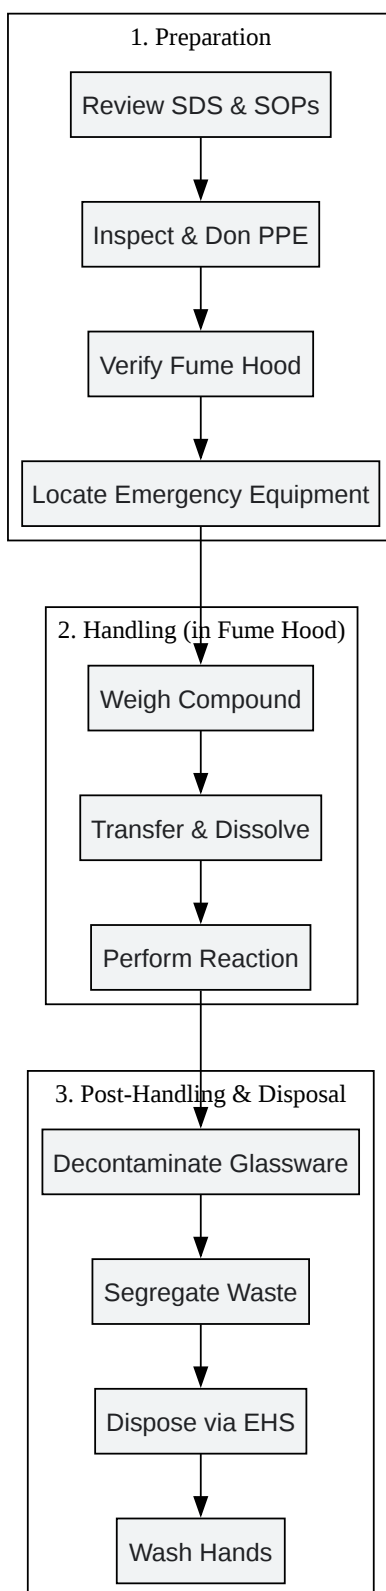 1. Preparation
Review SDS & SOPs
Inspect & Don PPE
Verify Fume Hood
Locate Emergency Equipment
2. Handling (in Fume Hood)
Weigh Compound
Transfer & Dissolve
Perform Reaction
3. Post-Handling & Disposal
Decontaminate Glassware
Segregate Waste
Dispose via EHS
Wash Hands